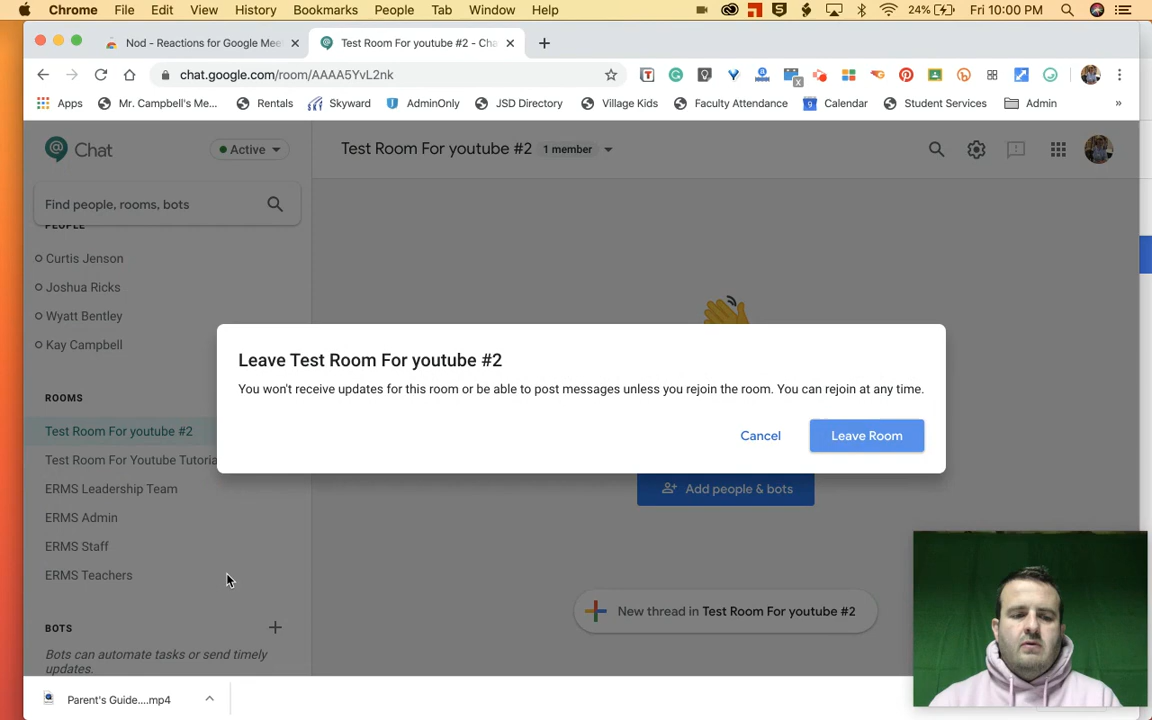 Chrome File Edit View History Bookmarks People Tab Window Help 24% Fri 10:00 PM
Nod - Reactions for Google Mee
Test Room For youtube #2 - Cha
chat.google.com/room/AAAA5YvL2nk
Apps Mr. Campbell's Me... Rentals Skyward AdminOnly JSD Directory Village Kids Faculty Attendance Calendar Student Services Admin »
Chat Active
Test Room For youtube #2 1 member
Find people, rooms, bots
PEOPLE
Curtis Jenson
Joshua Ricks
Wyatt Bentley
Kay Campbell
Leave Test Room For youtube #2
You won't receive updates for this room or be able to post messages unless you rejoin the room. You can rejoin at any time.
Cancel Leave Room
ROOMS
Test Room For youtube #2
Test Room For Youtube Tutoria
ERMS Leadership Team
ERMS Admin
ERMS Staff
ERMS Teachers
Add people & bots
New thread in Test Room For youtube #2
BOTS
Bots can automate tasks or send timely
updates.
Parent's Guide....mp4